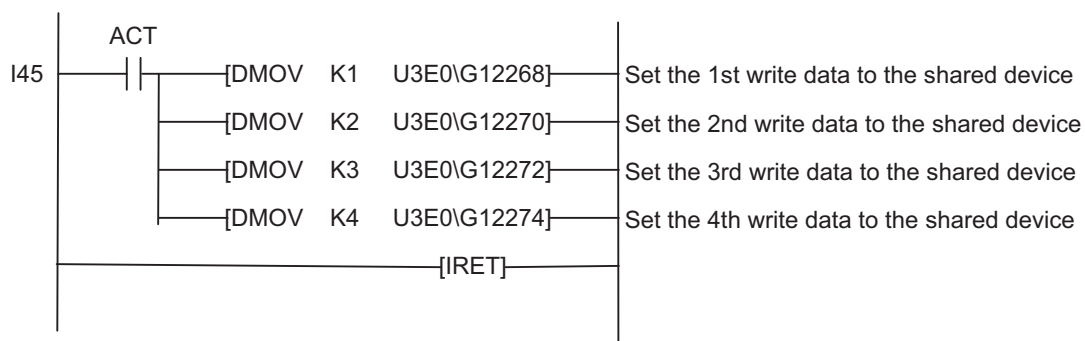 ACT
I45 [DMOV K1 U3E0\G12268] Set the 1st write data to the shared device
[DMOV K2 U3E0\G12270] Set the 2nd write data to the shared device
[DMOV K3 U3E0\G12272] Set the 3rd write data to the shared device
[DMOV K4 U3E0\G12274] Set the 4th write data to the shared device
[IRET]